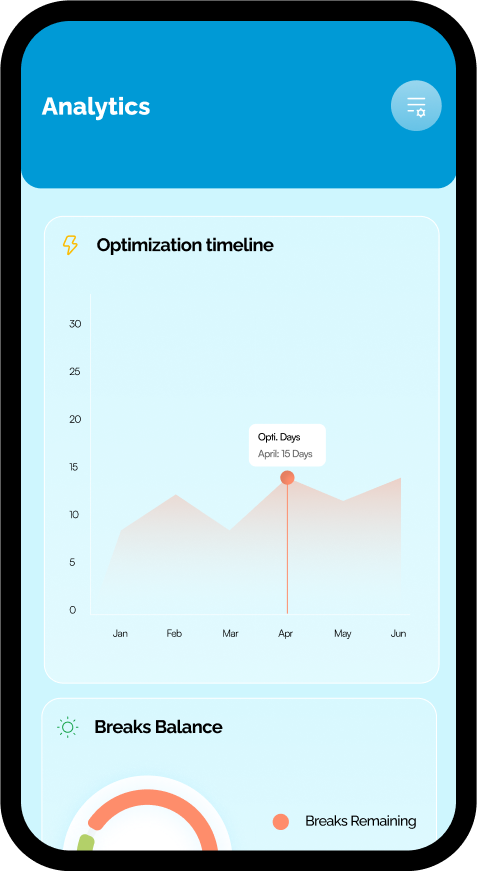 Analytics
Optimization timeline
30
25
20
15
10
5
0
Opti. Days
April: 15 Days
Jan Feb Mar Apr May Jun
Breaks Balance
Breaks Remaining